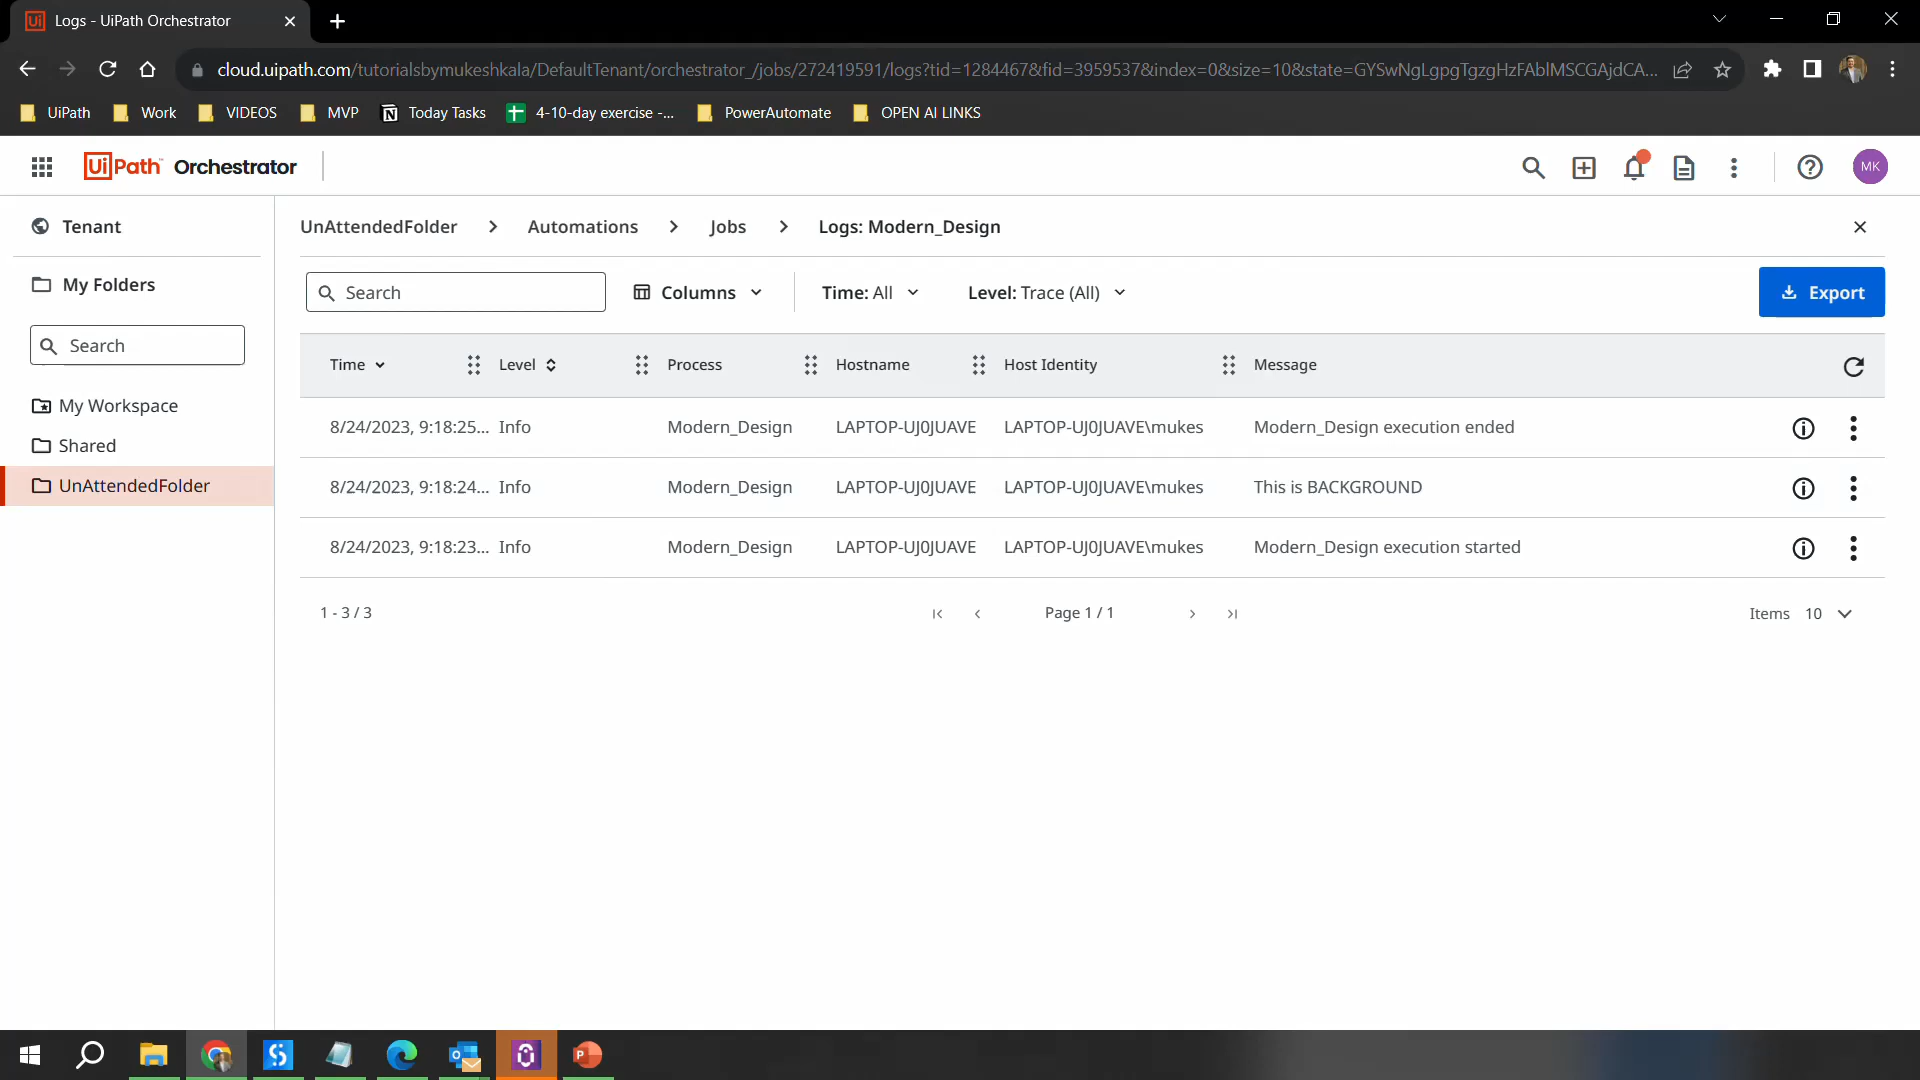 Logs - UiPath Orchestrator
cloud.uipath.com/tutorialsbymukeshkala/DefaultTenant/orchestrator_/jobs/272419591/logs?tid=1284467&fid=3959537&index=0&size=10&state=GYSwNgLgpgTgzgHzFAblMSCGAjdCA...
UiPath Work VIDEOS MVP Today Tasks 4-10-day exercise -... PowerAutomate OPEN AI LINKS
UiPath Orchestrator MK
Tenant
My Folders
Search
My Workspace
Shared
UnAttendedFolder
UnAttendedFolder > Automations > Jobs > Logs: Modern_Design
Search Columns Time: All Level: Trace (All) Export
Time Level Process Hostname Host Identity Message
8/24/2023, 9:18:25... Info Modern_Design LAPTOP-UJ0JUAVE LAPTOP-UJ0JUAVE\mukes Modern_Design execution ended
8/24/2023, 9:18:24... Info Modern_Design LAPTOP-UJ0JUAVE LAPTOP-UJ0JUAVE\mukes This is BACKGROUND
8/24/2023, 9:18:23... Info Modern_Design LAPTOP-UJ0JUAVE LAPTOP-UJ0JUAVE\mukes Modern_Design execution started
1 - 3 / 3 Page 1 / 1 Items 10